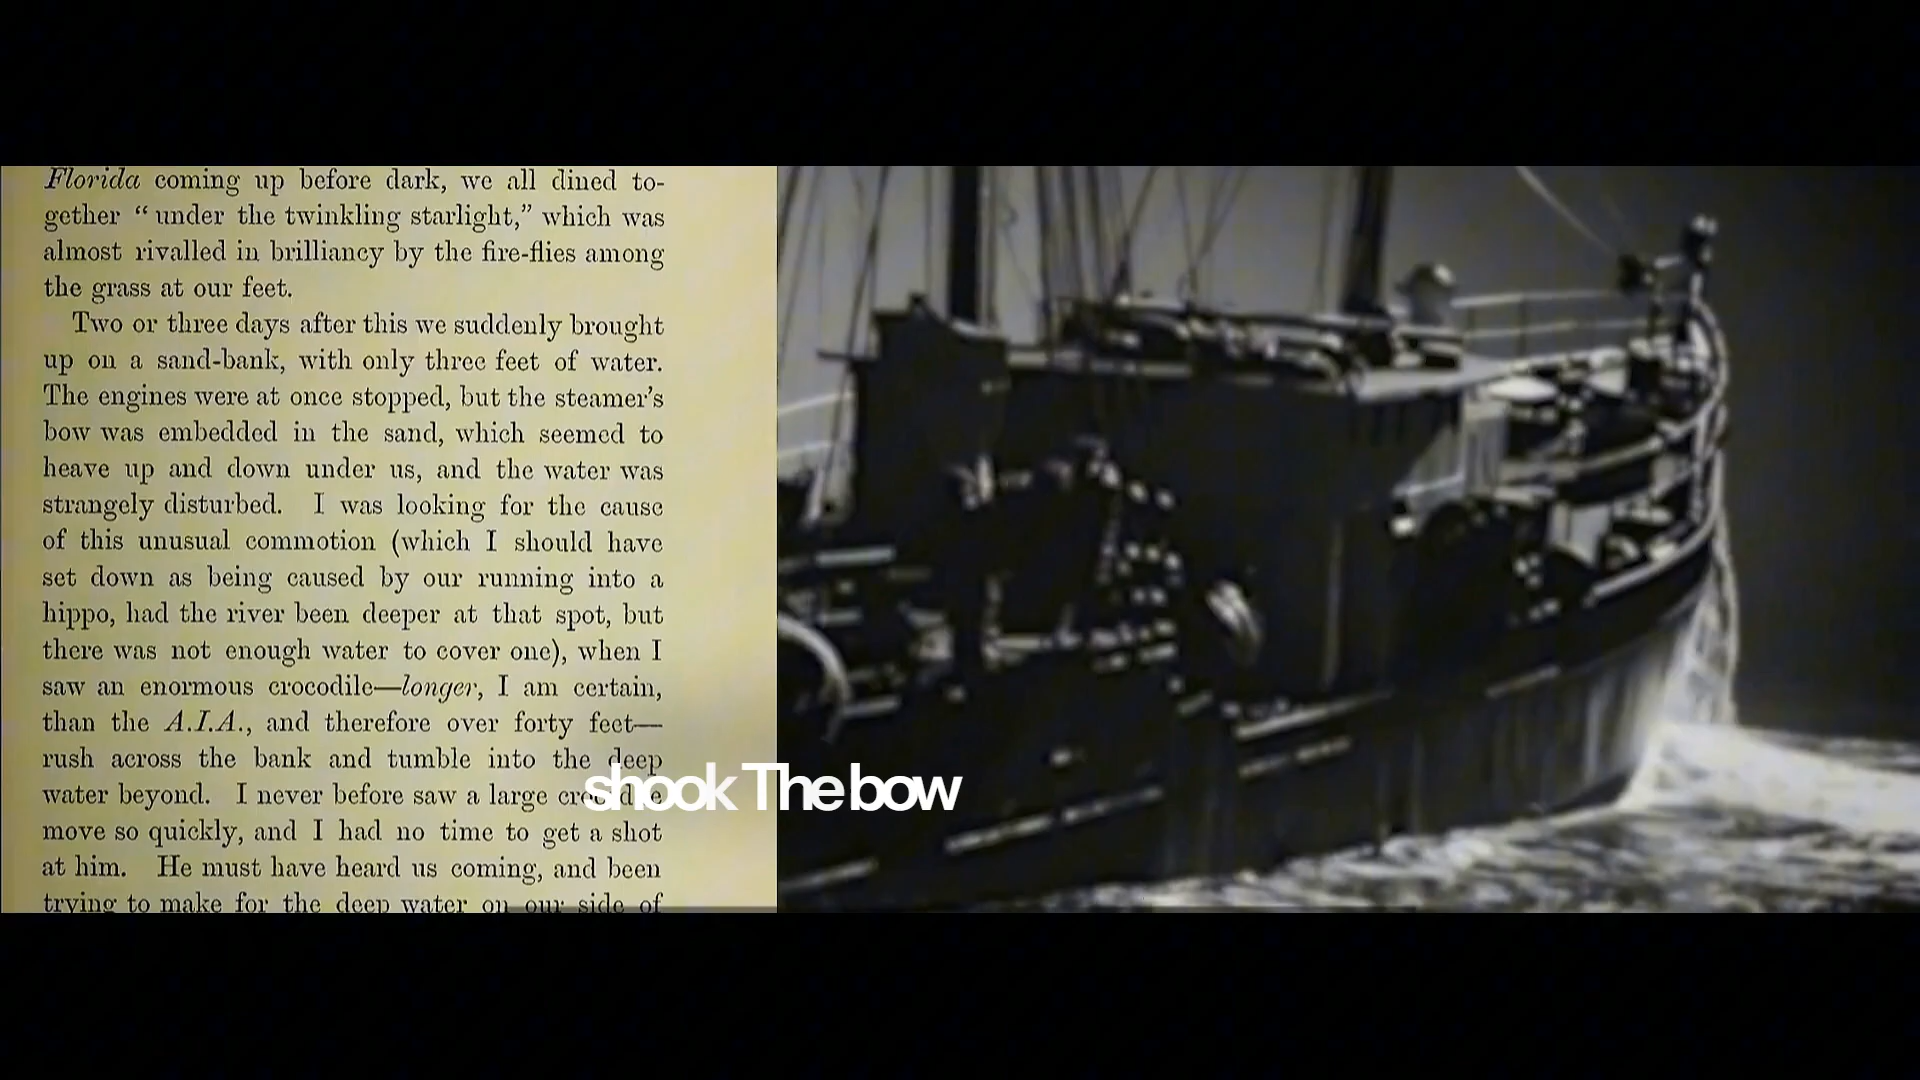 Florida coming up before dark, we all dined to-
gether “under the twinkling starlight,” which was
almost rivalled in brilliancy by the fire-flies among
the grass at our feet.
Two or three days after this we suddenly brought
up on a sand-bank, with only three feet of water.
The engines were at once stopped, but the steamer’s
bow was embedded in the sand, which seemed to
heave up and down under us, and the water was
strangely disturbed. I was looking for the cause
of this unusual commotion (which I should have
set down as being caused by our running into a
hippo, had the river been deeper at that spot, but
there was not enough water to cover one), when I
saw an enormous crocodile—longer, I am certain,
than the A.I.A., and therefore over forty feet—
rush across the bank and tumble into the deep
water beyond. I never before saw a large crocodile
move so quickly, and I had no time to get a shot
at him. He must have heard us coming, and been
trying to make for the deep water on our side of
shook The bow